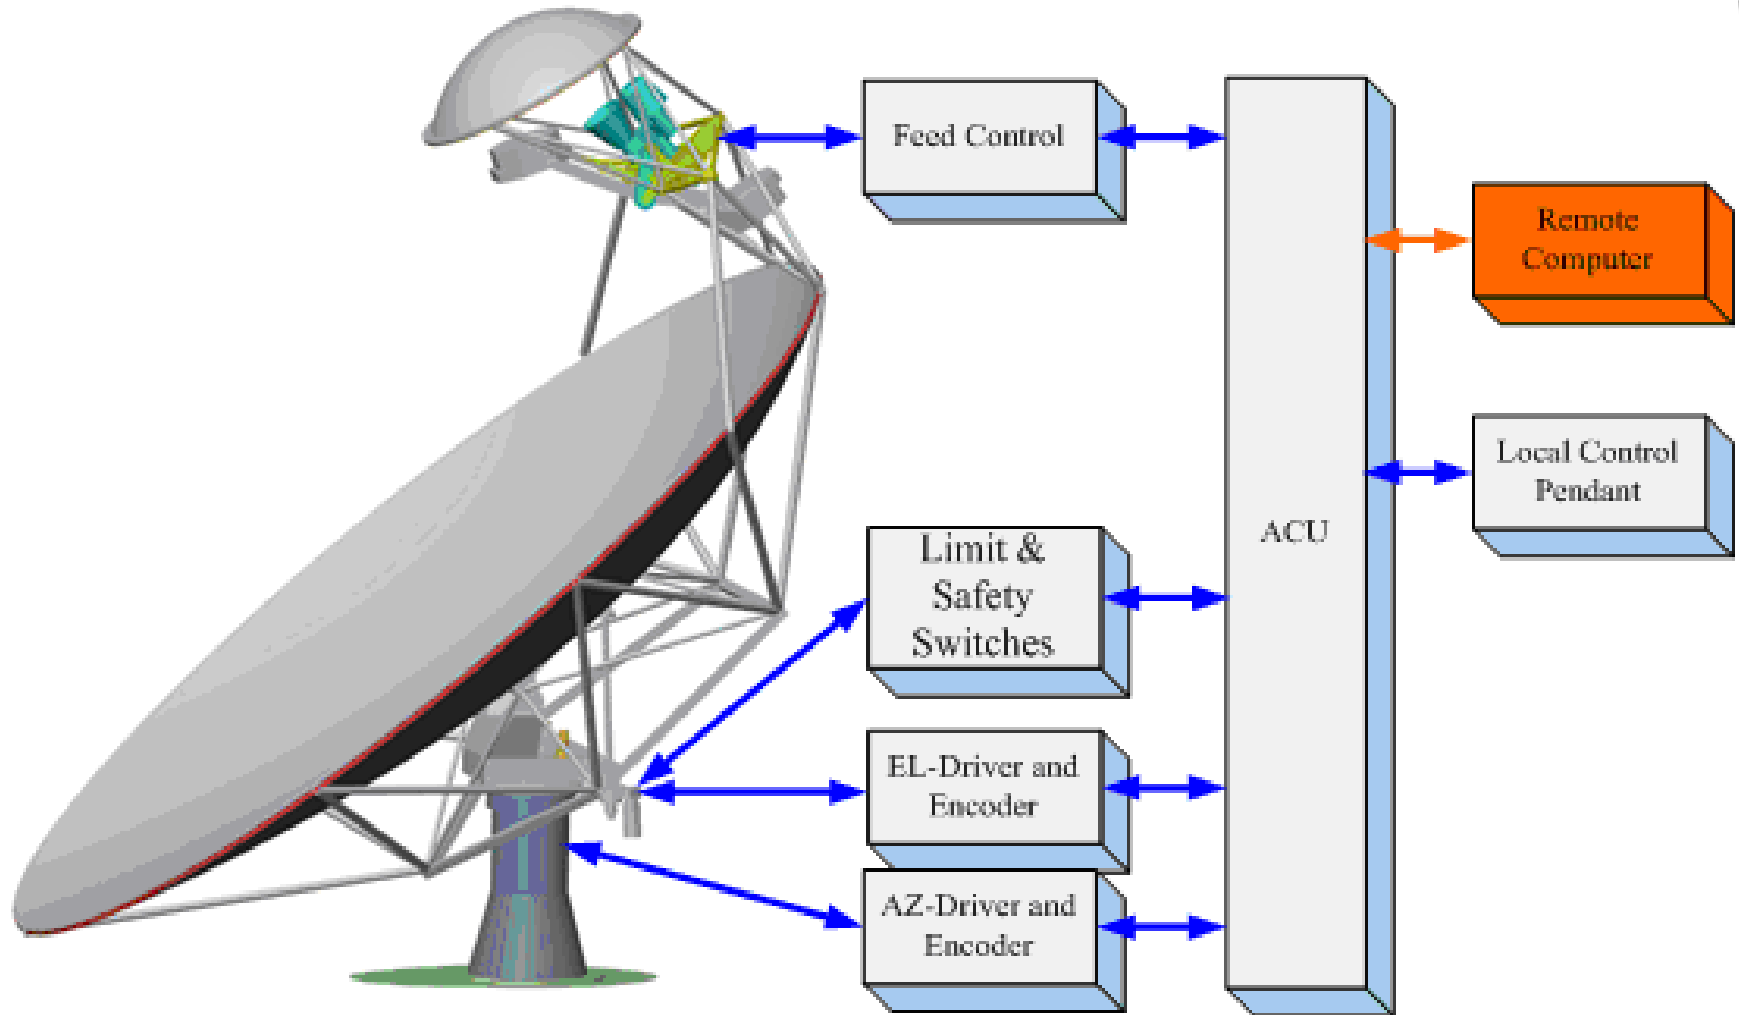 Feed Control
Remote
Computer
Local Control
Pendant
ACU
Limit &
Safety
Switches
EL-Driver and
Encoder
AZ-Driver and
Encoder